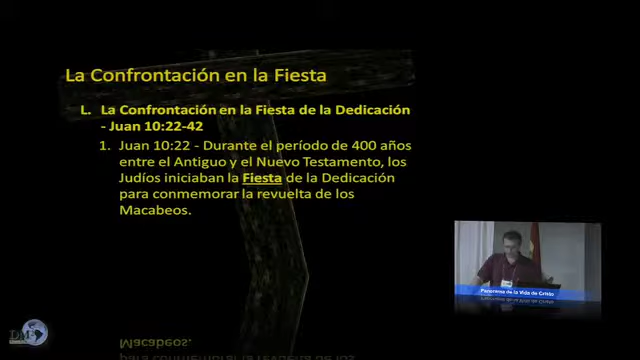 La Confrontación en la Fiesta
L. La Confrontación en la Fiesta de la Dedicación
- Juan 10:22-42
1. Juan 10:22 - Durante el período de 400 años
entre el Antiguo y el Nuevo Testamento, los
Judíos iniciaban la Fiesta de la Dedicación
para conmemorar la revuelta de los
Macabeos.
Panorama de la Vida de Cristo